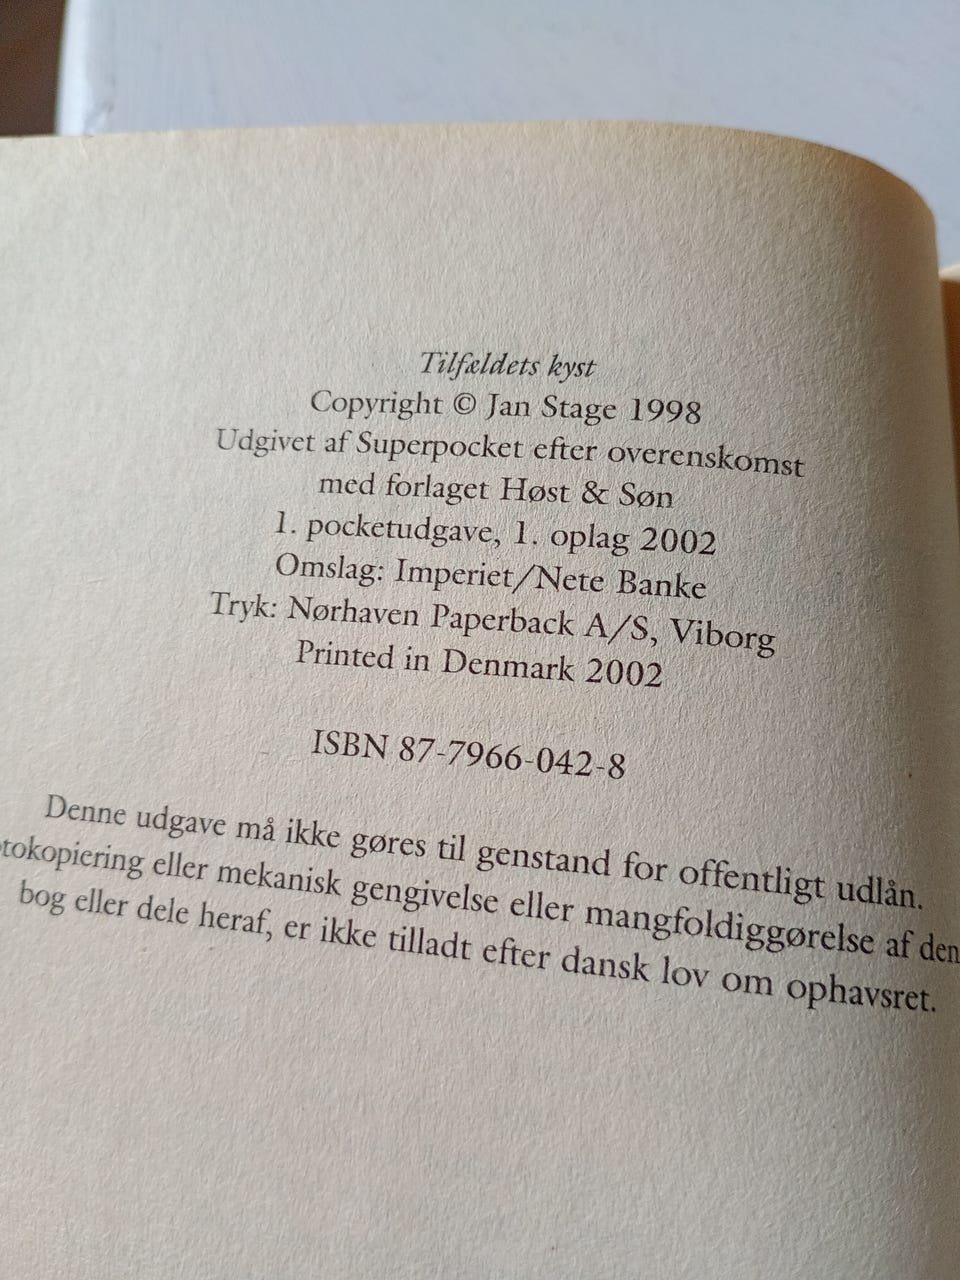 Tilfældets kyst
Copyright © Jan Stage 1998
Udgivet af Superpocket efter overenskomst
med forlaget Høst & Søn
1. pocketudgave, 1. oplag 2002
Omslag: Imperiet/Nete Banke
Tryk: Nørhaven Paperback A/S, Viborg
Printed in Denmark 2002
ISBN 87-7966-042-8
Denne udgave må ikke gøres til genstand for offentligt udlån.
eller mekanisk gengivelse eller mangfoldiggørelse af
bog eller dele heraf, er ikke tilladt efter dansk lov om ophavsret.